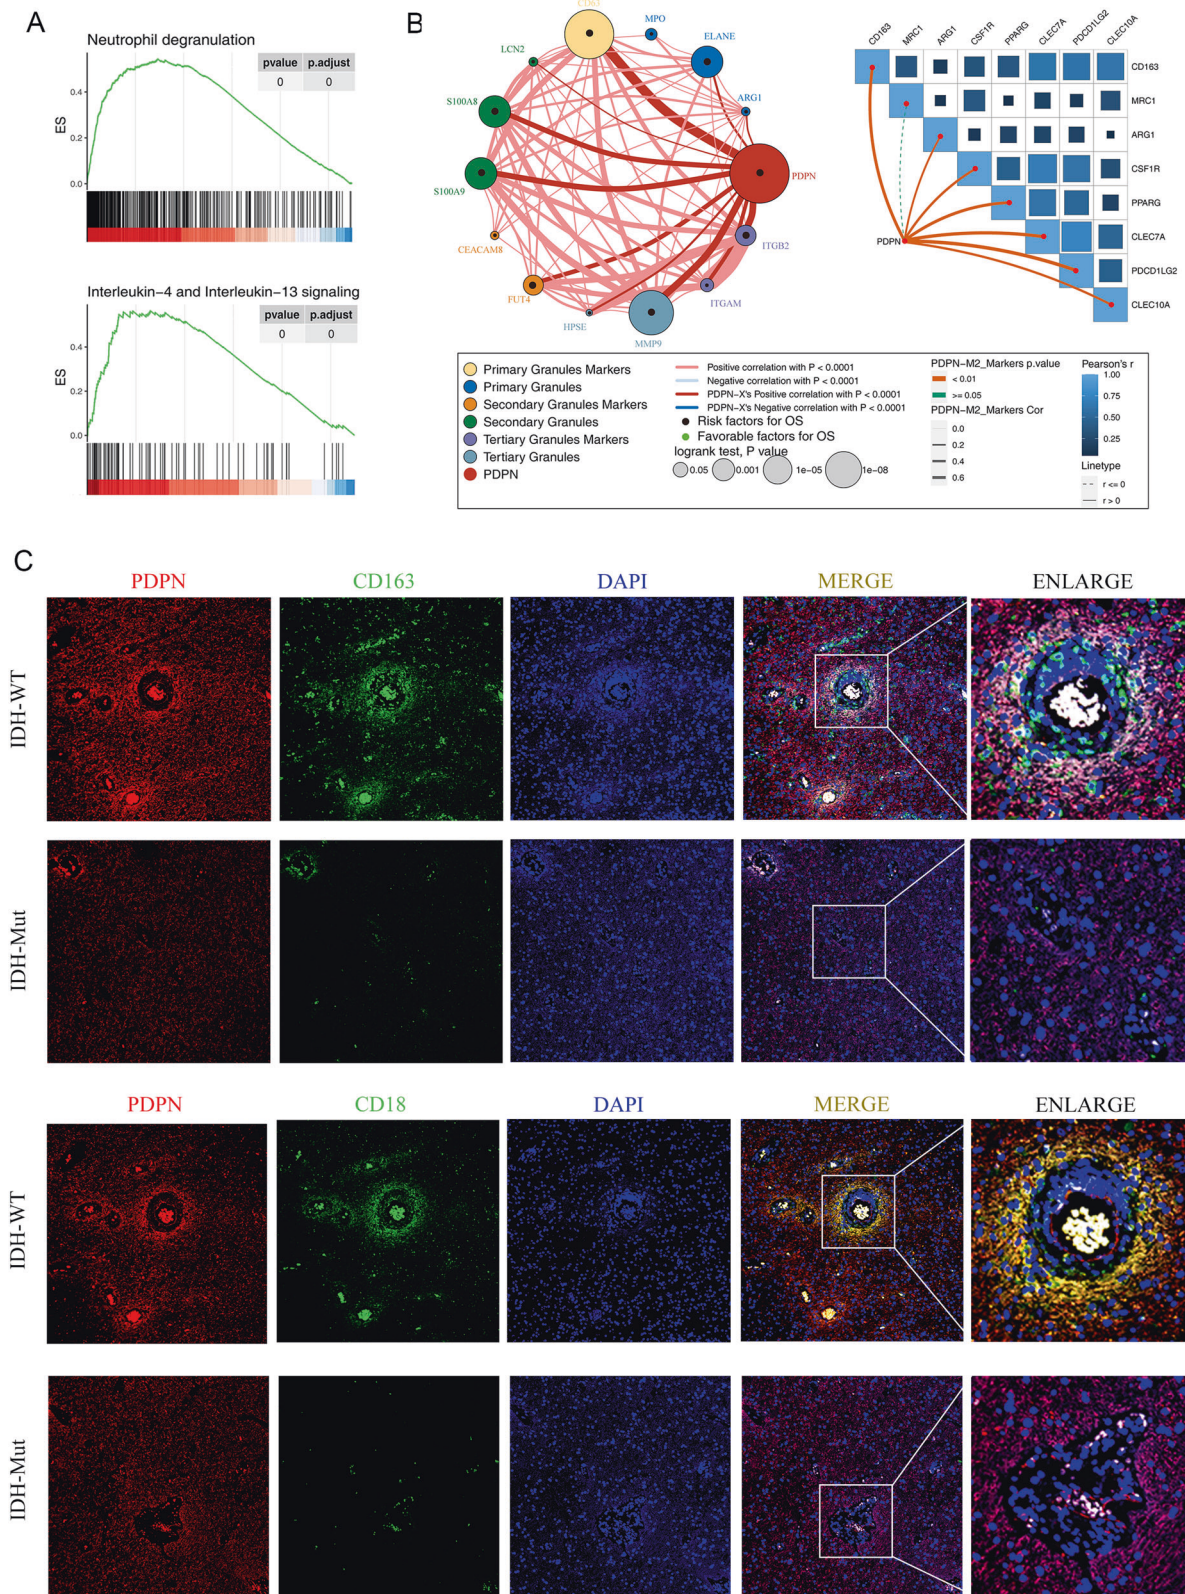 A
Neutrophil degranulation
pvalue p.adjust
0 0
0.4
0.2
0.0
ES
Interleukin−4 and Interleukin−13 signaling
pvalue p.adjust
0 0
0.4
0.2
0.0
ES
B
CD63
MPO
ELANE
ARG1
PDPN
ITGB2
ITGAM
MMP9
HPSE
FUT4
CEACAM8
S100A9
S100A8
LCN2
CD163
MRC1
ARG1
CSF1R
PPARG
CLEC7A
PDCD1LG2
CLEC10A
CD163
MRC1
ARG1
CSF1R
PPARG
CLEC7A
PDCD1LG2
CLEC10A
PDPN
Primary Granules Markers
Primary Granules
Secondary Granules Markers
Secondary Granules
Tertiary Granules Markers
Tertiary Granules
PDPN
Positive correlation with P < 0.0001
Negative correlation with P < 0.0001
PDPN-X's Positive correlation with P < 0.0001
PDPN-X's Negative correlation with P < 0.0001
Risk factors for OS
Favorable factors for OS
logrank test, P value
0.05 0.001 1e-05 1e-08
PDPN-M2_Markers p.value
< 0.01
>= 0.05
PDPN-M2_Markers Cor
0.0
0.2
0.4
0.6
Pearson's r
1.00
0.75
0.50
0.25
Linetype
r <= 0
r > 0
C
PDPN CD163 DAPI MERGE ENLARGE
IDH-WT
IDH-Mut
PDPN CD18 DAPI MERGE ENLARGE
IDH-WT
IDH-Mut